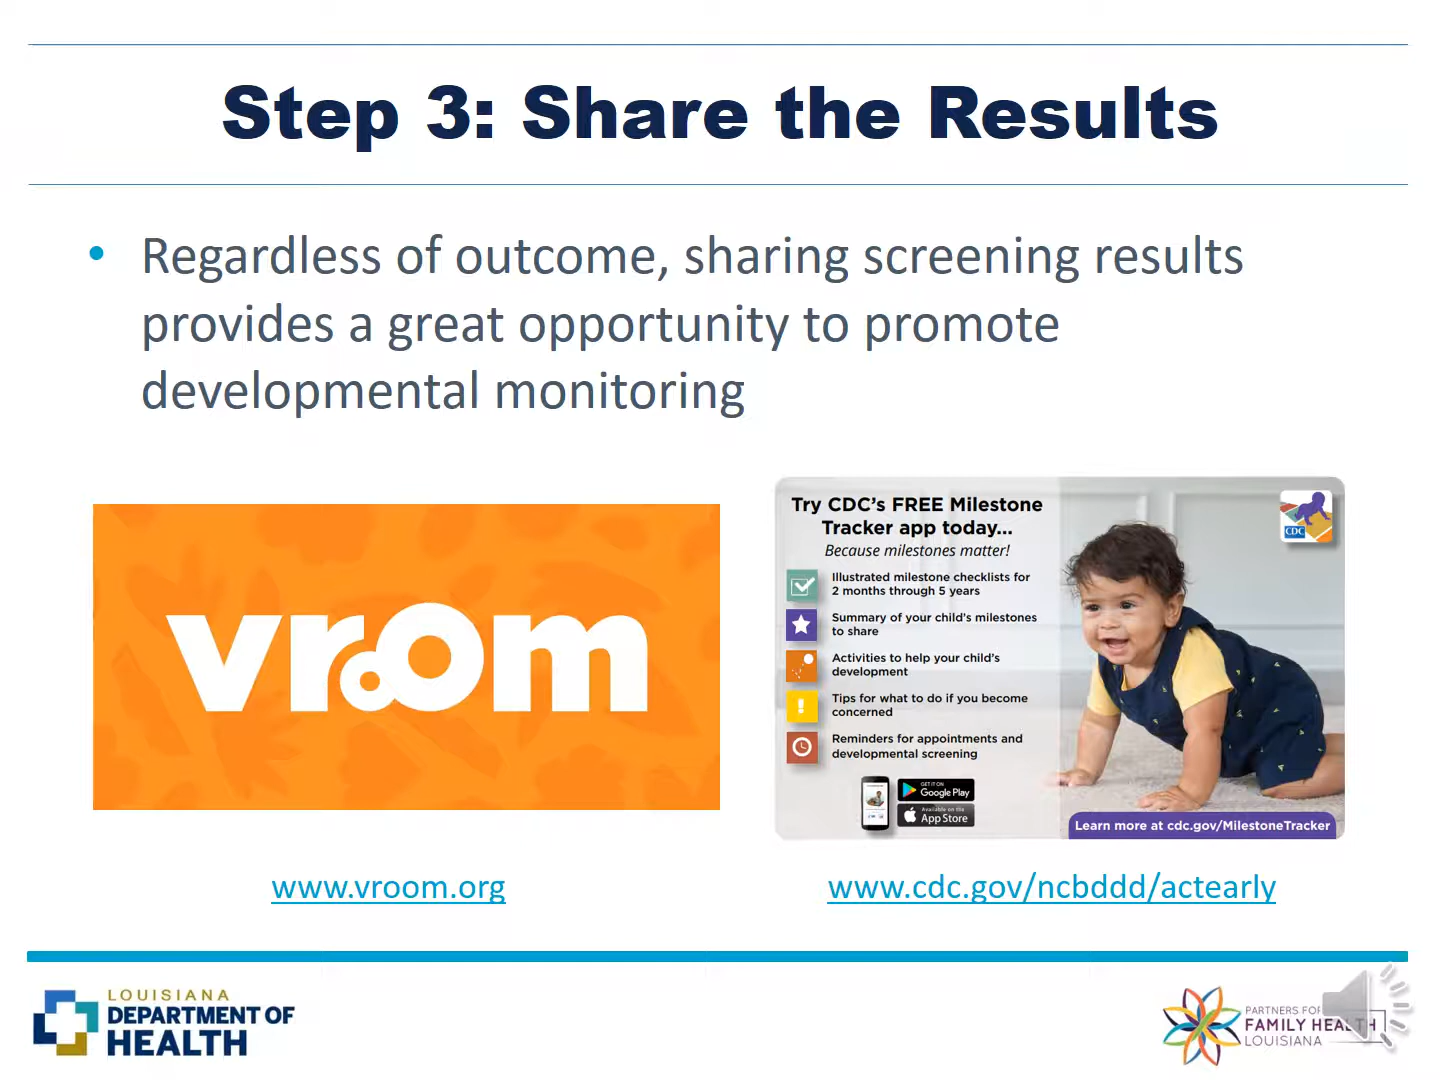 Step 3: Share the Results
• Regardless of outcome, sharing screening results
provides a great opportunity to promote
developmental monitoring
vroom
Try CDC's FREE Milestone
Tracker app today...
Because milestones matter!
Illustrated milestone checklists for
2 months through 5 years
Summary of your child's milestones
to share
Activities to help your child's
development
Tips for what to do if you become
concerned
Reminders for appointments and
developmental screening
GET IT ON
Google Play
Available on the
App Store
CDC
Learn more at cdc.gov/MilestoneTracker
www.vroom.org
www.cdc.gov/ncbddd/actearly
LOUISIANA
DEPARTMENT OF
HEALTH
PARTNERS FOR
FAMILY HEALTH
LOUISIANA